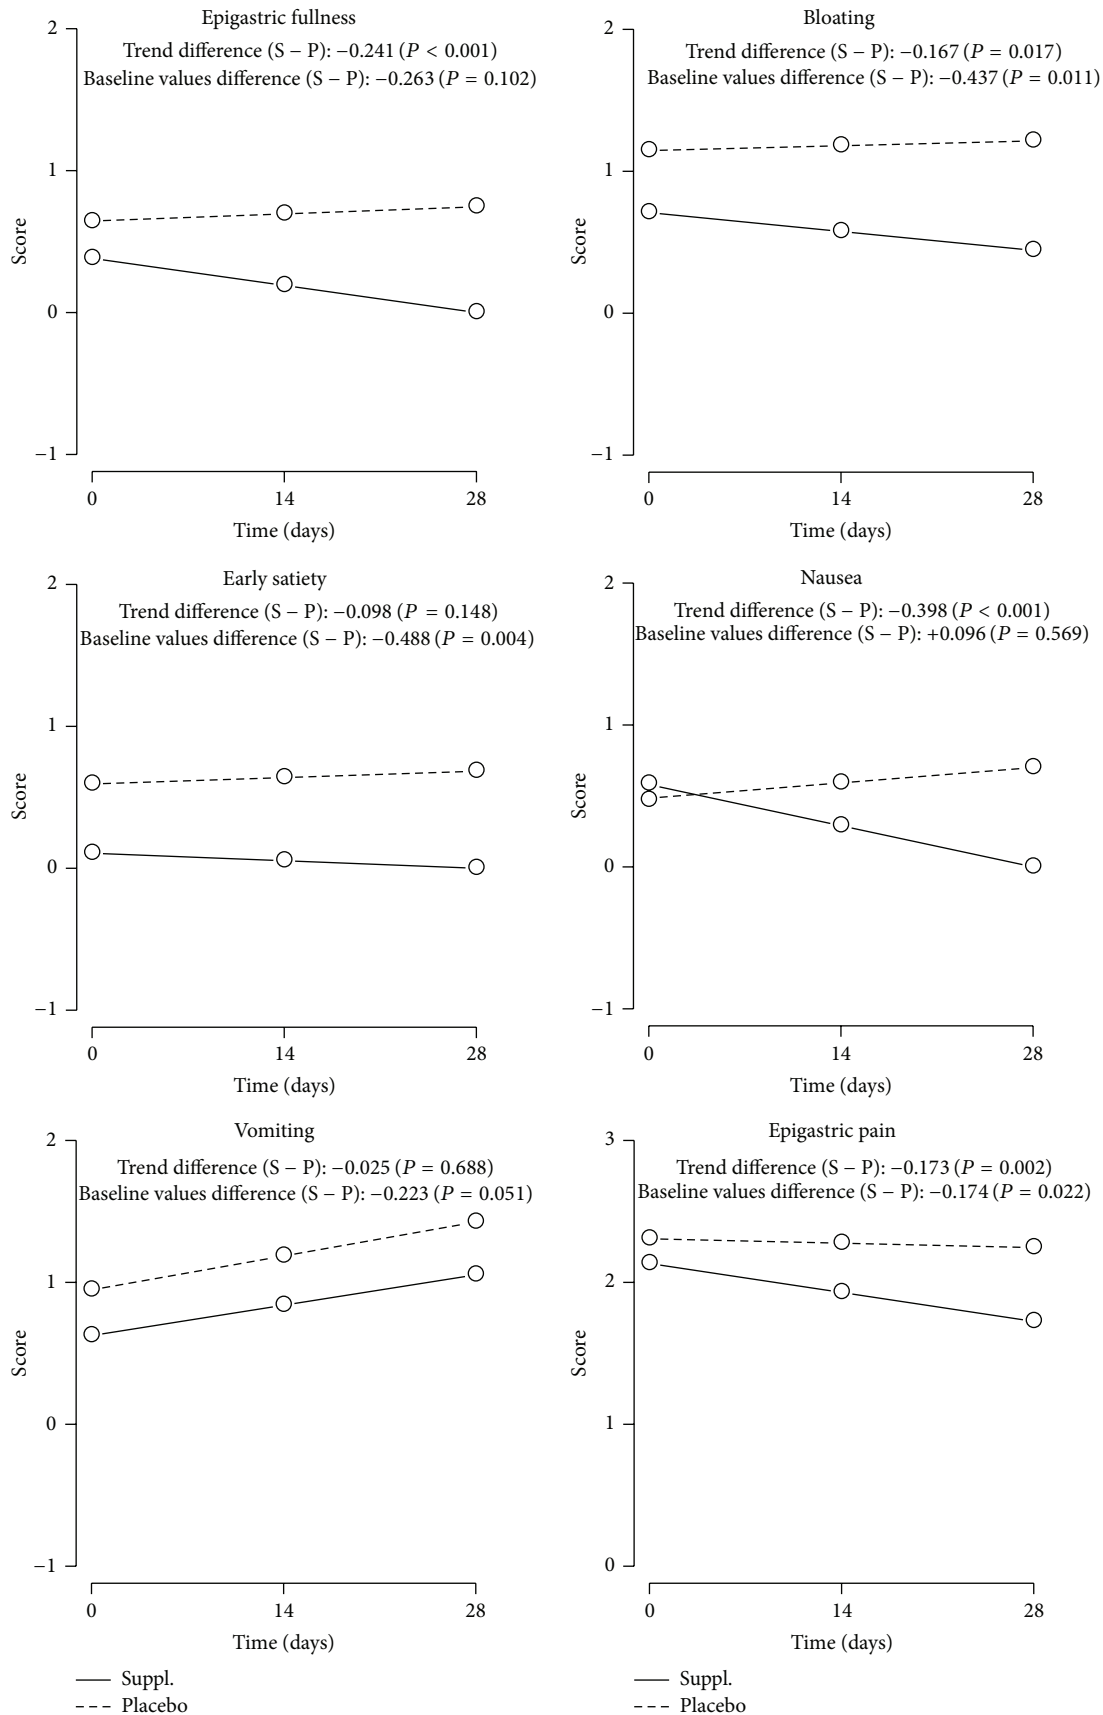 Epigastric fullness
Trend difference (S − P): −0.241 (P < 0.001)
Baseline values difference (S − P): −0.263 (P = 0.102)
2
1
0
−1
Score
0 14 28
Time (days)
Bloating
Trend difference (S − P): −0.167 (P = 0.017)
Baseline values difference (S − P): −0.437 (P = 0.011)
2
1
0
−1
Score
0 14 28
Time (days)
Early satiety
Trend difference (S − P): −0.098 (P = 0.148)
Baseline values difference (S − P): −0.488 (P = 0.004)
2
1
0
−1
Score
0 14 28
Time (days)
Nausea
Trend difference (S − P): −0.398 (P < 0.001)
Baseline values difference (S − P): +0.096 (P = 0.569)
2
1
0
−1
Score
0 14 28
Time (days)
Vomiting
Trend difference (S − P): −0.025 (P = 0.688)
Baseline values difference (S − P): −0.223 (P = 0.051)
2
1
0
−1
Score
0 14 28
Time (days)
Suppl.
Placebo
Epigastric pain
Trend difference (S − P): −0.173 (P = 0.002)
Baseline values difference (S − P): −0.174 (P = 0.022)
3
2
1
0
Score
0 14 28
Time (days)
Suppl.
Placebo